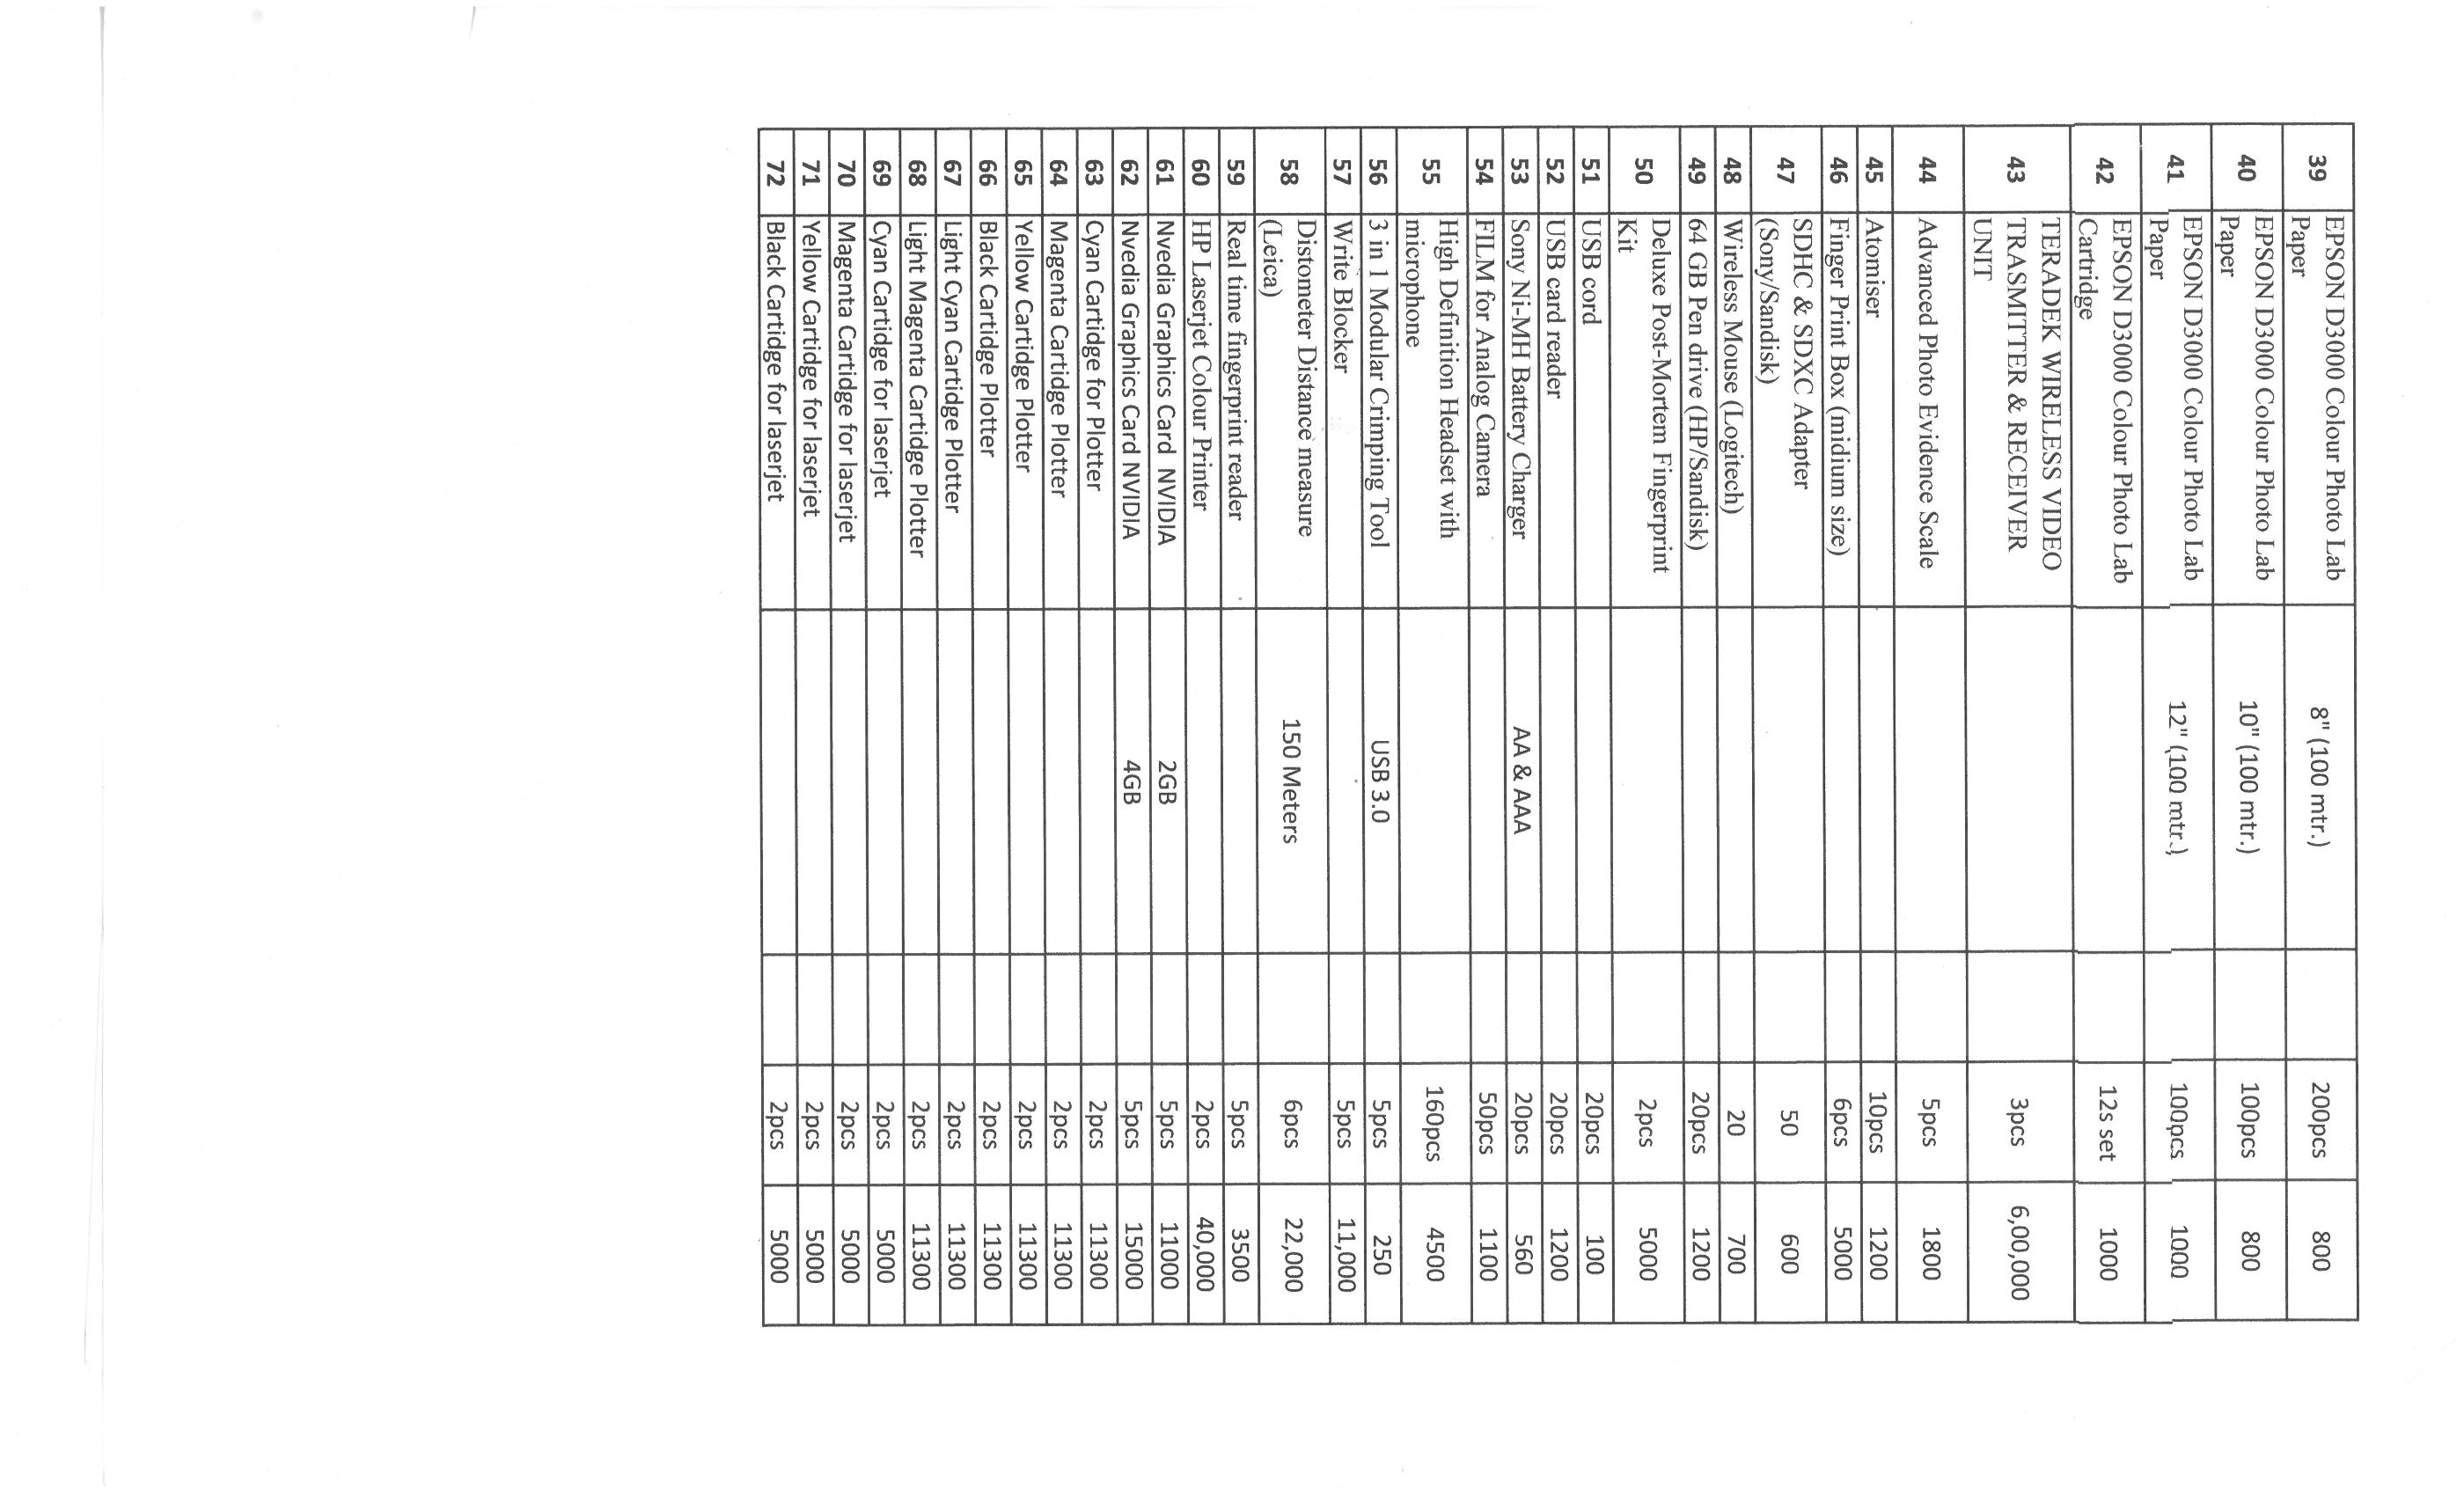 39 EPSON D3000 Colour Photo Lab Paper 8" (100 mtr.) 200pcs 800
40 EPSON D3000 Colour Photo Lab Paper 10" (100 mtr.) 100pcs 800
41 EPSON D3000 Colour Photo Lab Paper 12" (100 mtr.) 100pcs 1000
42 EPSON D3000 Colour Photo Lab Cartridge 12s set 1000
43 TERADEK WIRELESS VIDEO TRASMITTER & RECEIVER UNIT 3pcs 6,00,000
44 Advanced Photo Evidence Scale 5pcs 1800
45 Atomiser 10pcs 1200
46 Finger Print Box (midium size) 6pcs 5000
47 SDHC & SDXC Adapter (Sony/Sandisk) 50 600
48 Wireless Mouse (Logitech) 20 700
49 64 GB Pen drive (HP/Sandisk) 20pcs 1200
50 Deluxe Post-Mortem Fingerprint Kit 2pcs 5000
51 USB cord 20pcs 100
52 USB card reader 20pcs 1200
53 Sony Ni-MH Battery Charger AA & AAA 20pcs 560
54 FILM for Analog Camera 50pcs 1100
55 High Definition Headset with microphone 160pcs 4500
56 3 in 1 Modular Crimping Tool USB 3.0 5pcs 250
57 Write Blocker 5pcs 11,000
58 Distometer Distance measure (Leica) 150 Meters 6pcs 22,000
59 Real time fingerprint reader 5pcs 3500
60 HP Laserjet Colour Printer 2pcs 40,000
61 Nvedia Graphics Card NVIDIA 2GB 5pcs 11000
62 Nvedia Graphics Card NVIDIA 4GB 5pcs 15000
63 Cyan Cartidge for Plotter 2pcs 11300
64 Magenta Cartidge Plotter 2pcs 11300
65 Yellow Cartidge Plotter 2pcs 11300
66 Black Cartidge Plotter 2pcs 11300
67 Light Cyan Cartidge Plotter 2pcs 11300
68 Light Magenta Cartidge Plotter 2pcs 11300
69 Cyan Cartidge for laserjet 2pcs 5000
70 Magenta Cartidge for laserjet 2pcs 5000
71 Yellow Cartidge for laserjet 2pcs 5000
72 Black Cartidge for laserjet 2pcs 5000